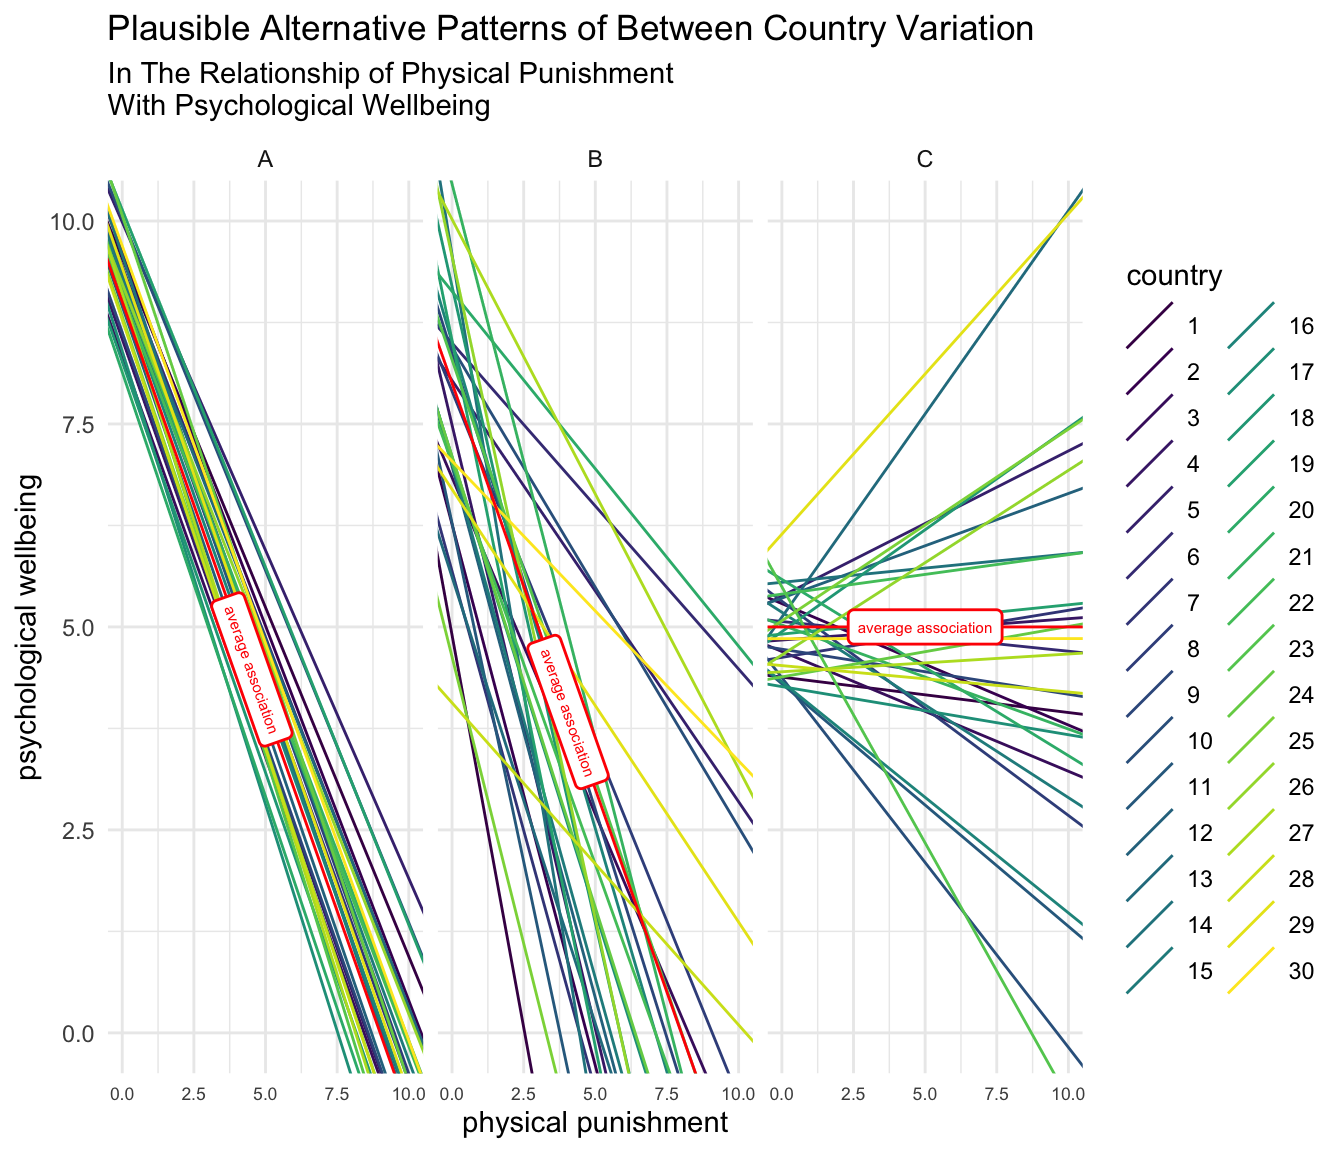 Plausible Alternative Patterns of Between Country Variation
In The Relationship of Physical Punishment
With Psychological Wellbeing
A
B
C
psychological wellbeing
10.0
7.5
5.0
2.5
0.0
average association
average association
average association
0.0 2.5 5.0 7.5 10.0
0.0 2.5 5.0 7.5 10.0
0.0 2.5 5.0 7.5 10.0
physical punishment
country
1 16
2 17
3 18
4 19
5 20
6 21
7 22
8 23
9 24
10 25
11 26
12 27
13 28
14 29
15 30